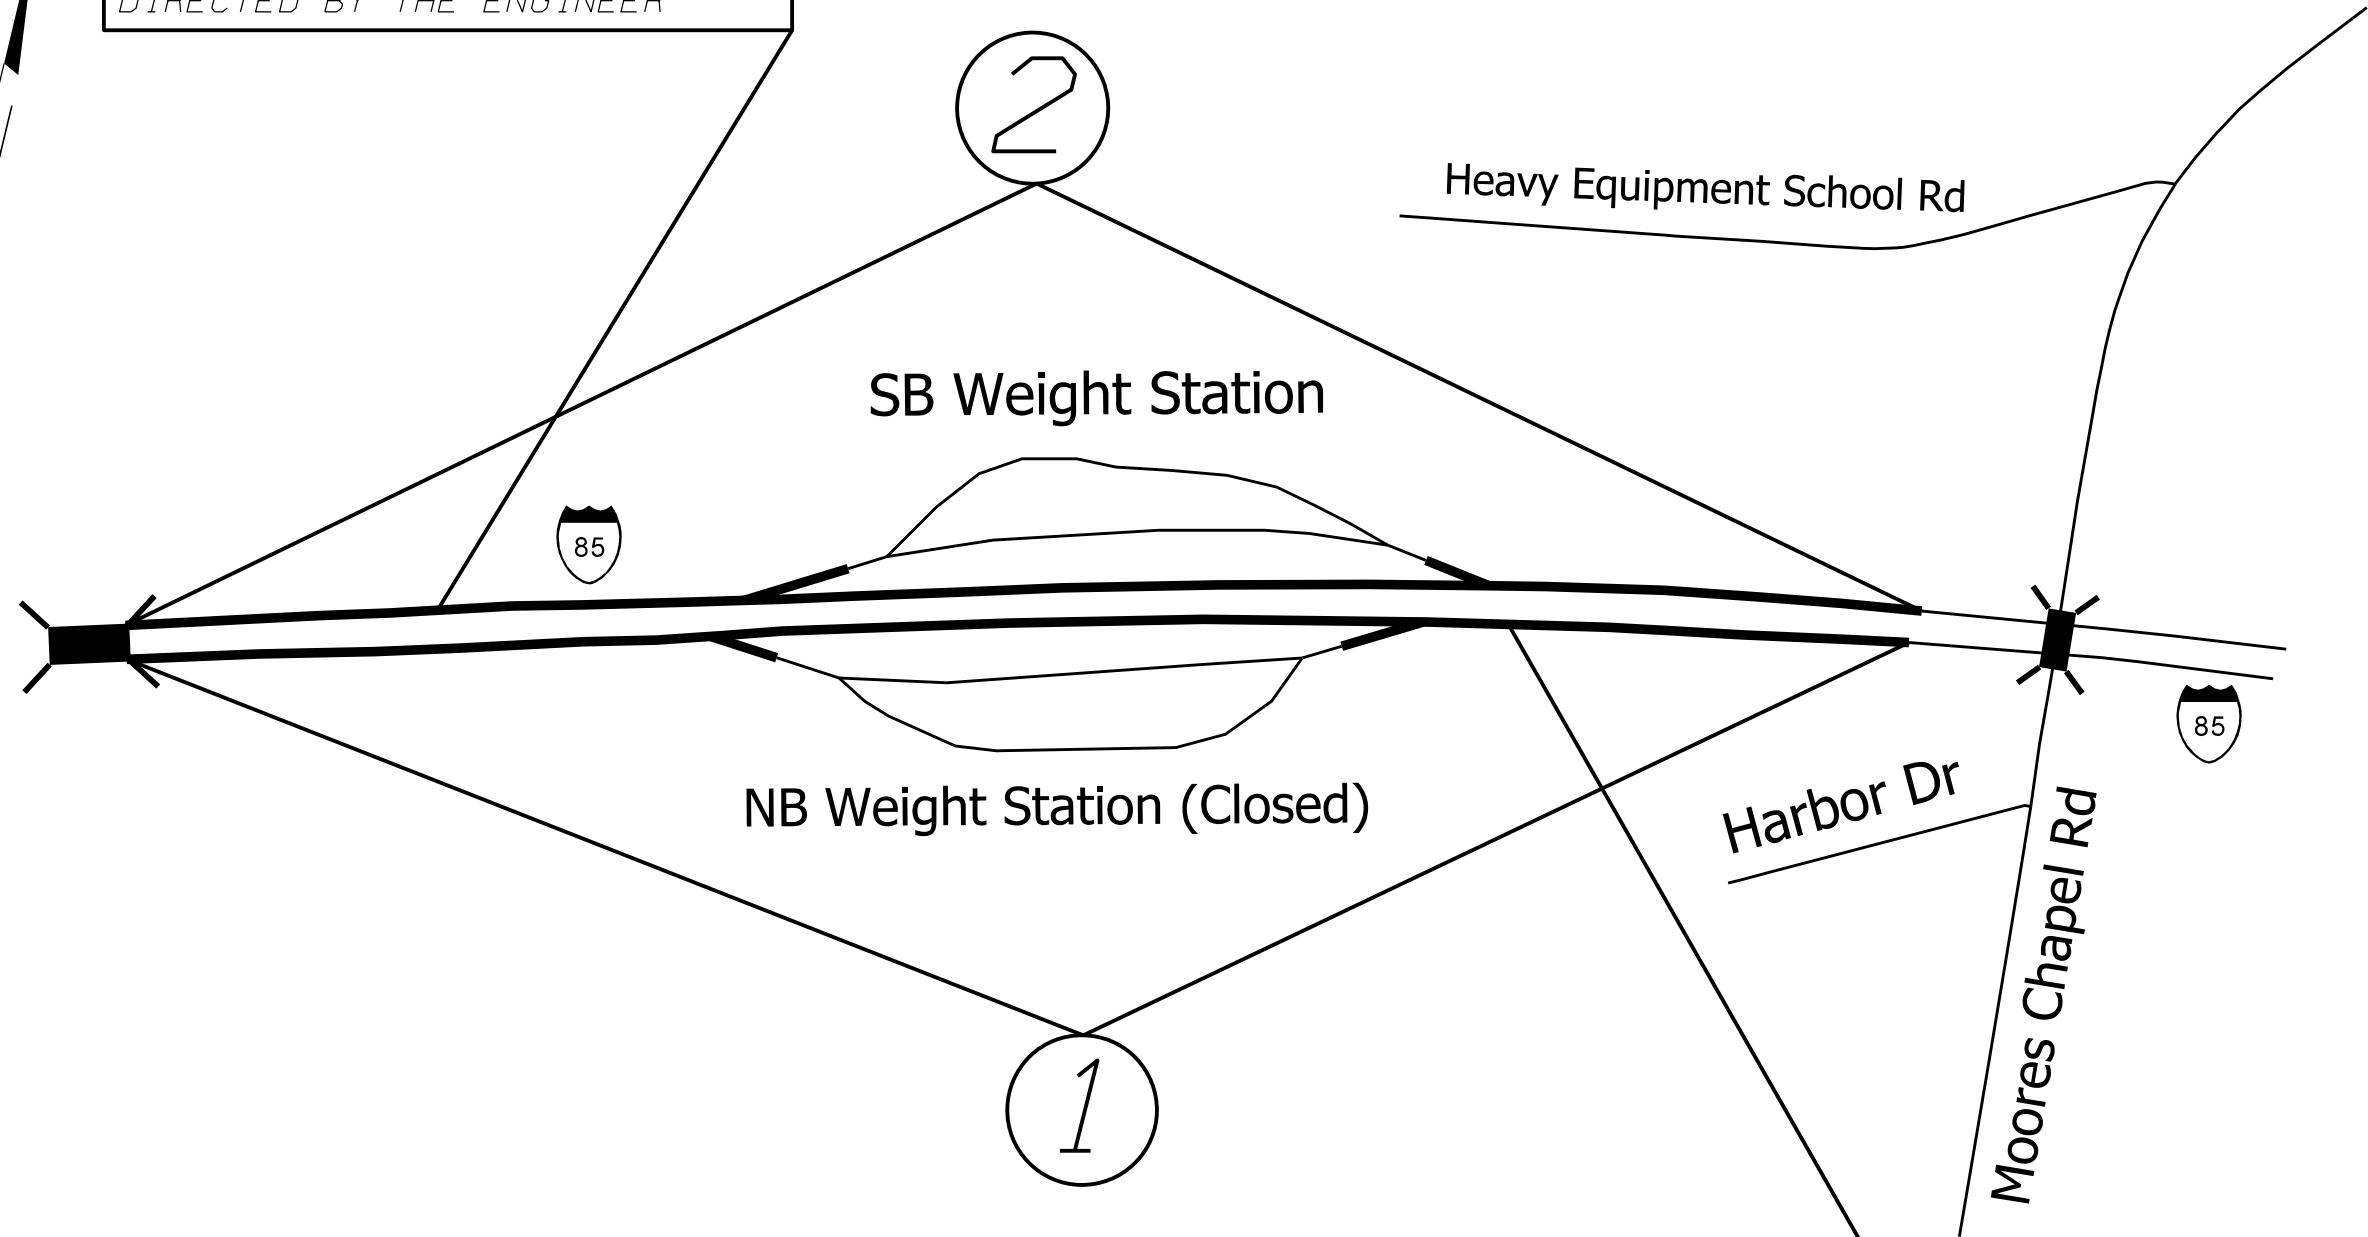 DIRECTED BY THE ENGINEER
2
Heavy Equipment School Rd
SB Weight Station
85
85
NB Weight Station (Closed)
Harbor Dr
Moores Chapel Rd
1